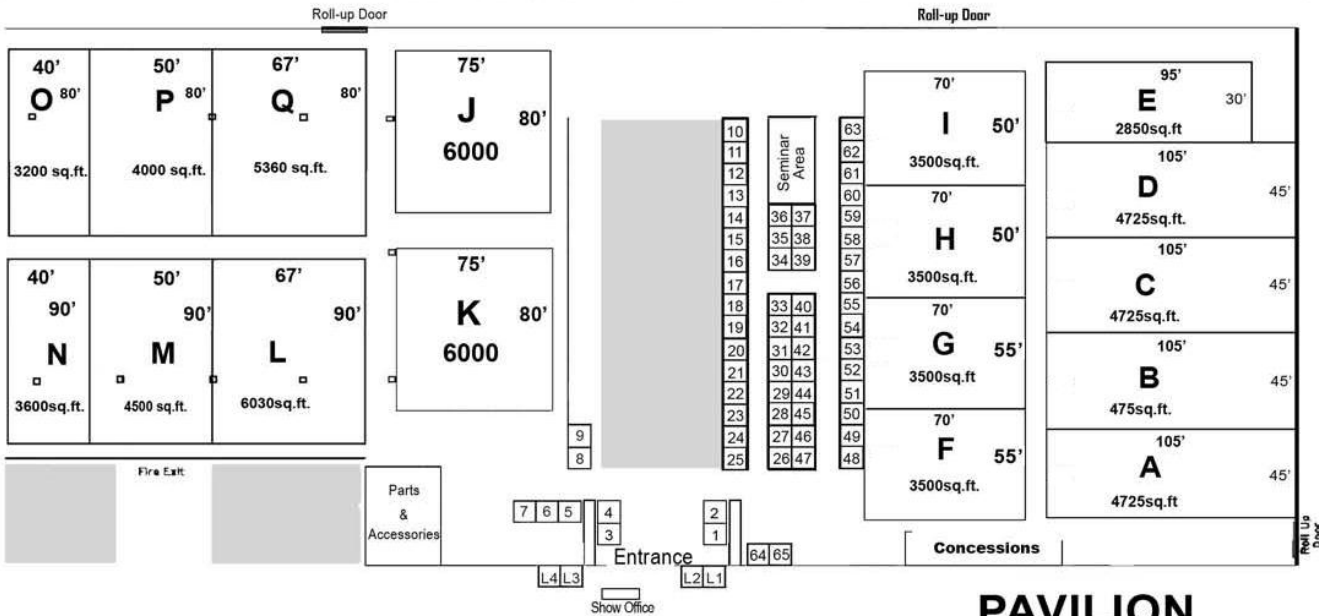 Roll-up Door
Roll-up Door
40'
O 80'
3200 sq.ft.
50'
P 80'
4000 sq.ft.
67'
Q 80'
5360 sq.ft.
75'
J 80'
6000
40'
90'
N
3600sq.ft.
50'
90'
M
4500 sq.ft.
67'
90'
L
6030sq.ft.
75'
K 80'
6000
Fire Exit
Parts
&
Accessories
9
8
7 6 5
4
3
2
1
Entrance
64 65
L4 L3
L2 L1
Show Office
10
11
12
13
14
15
16
17
18
19
20
21
22
23
24
25
Seminar
Area
36 37
35 38
34 39
33 40
32 41
31 42
30 43
29 44
28 45
27 46
26 47
63
62
61
60
59
58
57
56
55
54
53
52
51
50
49
48
70'
I 50'
3500sq.ft.
70'
H 50'
3500sq.ft.
70'
G 55'
3500sq.ft
70'
F 55'
3500sq.ft.
95'
E 30'
2850sq.ft
105'
D 45'
4725sq.ft.
105'
C 45'
4725sq.ft.
105'
B 45'
475sq.ft.
105'
A 45'
4725sq.ft
Concessions
Roll Up
Door
PAVILION